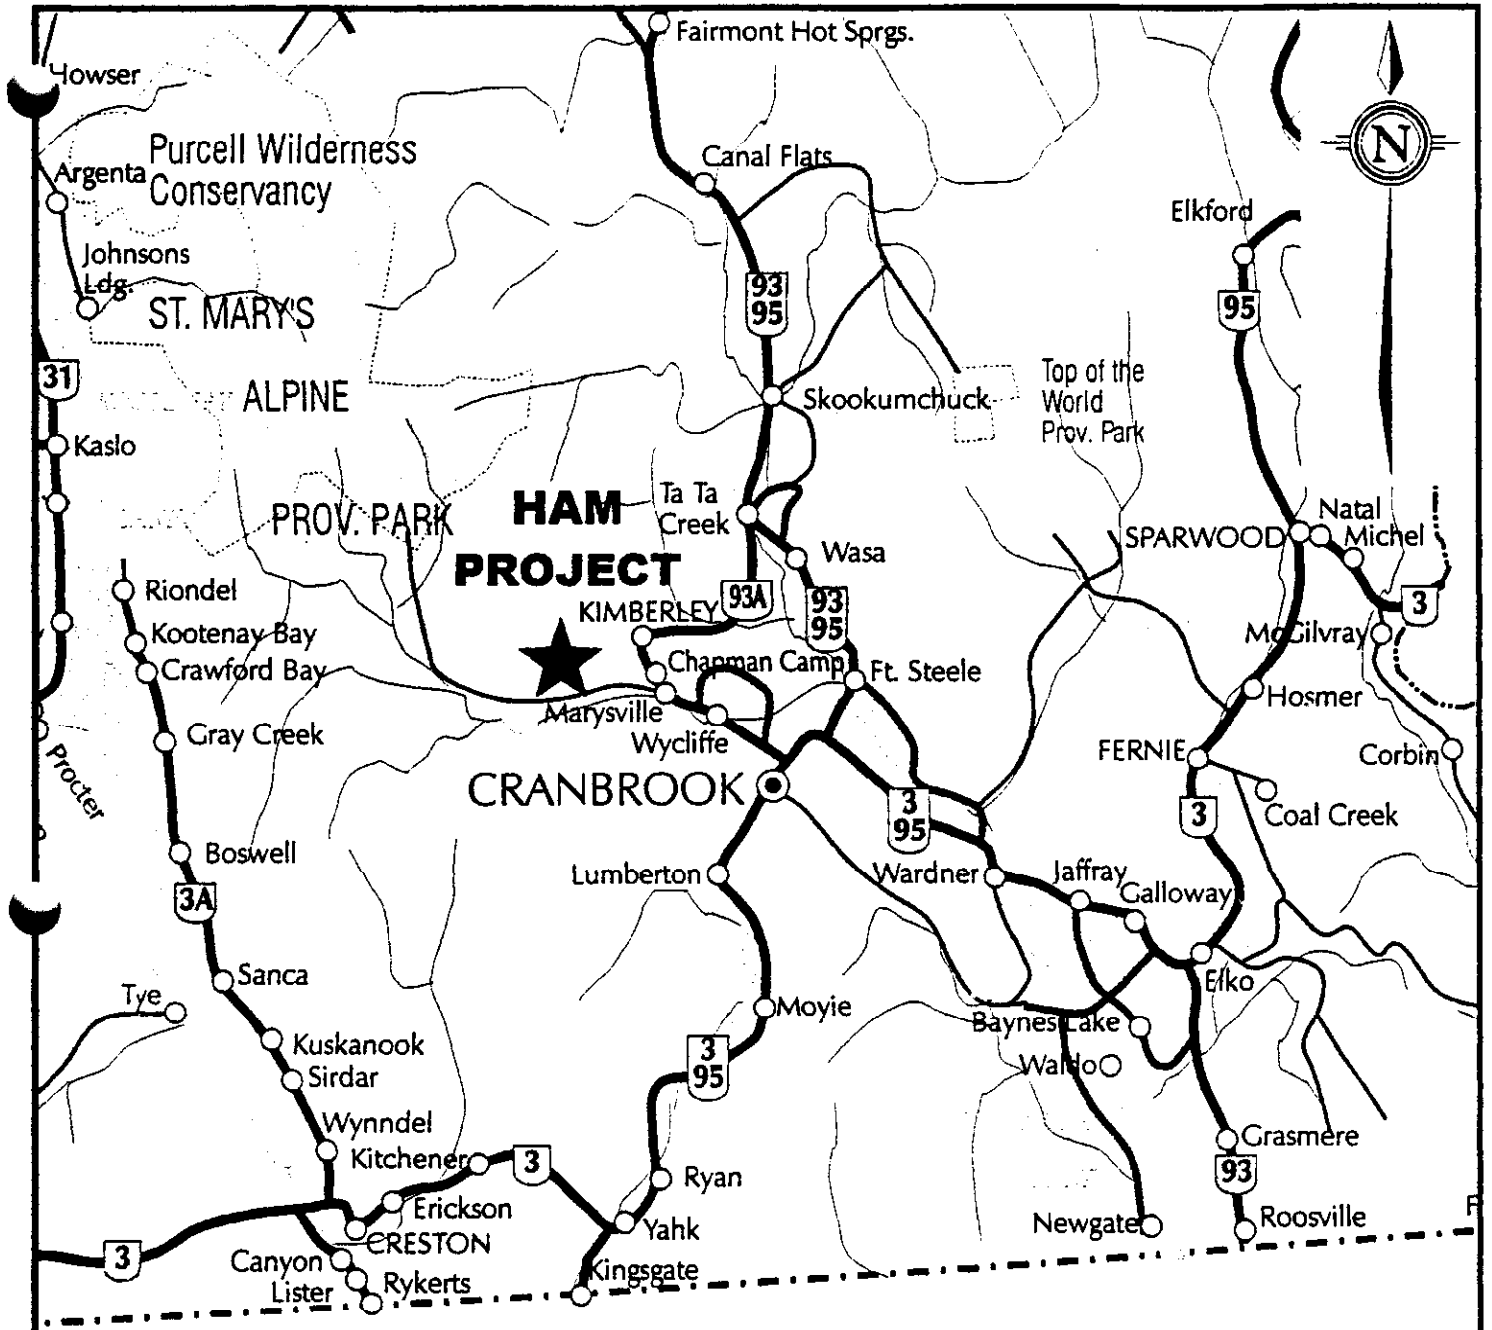 Fairmont Hot Sprgs.
Howser
N
Purcell Wilderness
Conservancy
Canal Flats
Argenta
Elkford
Johnsons
Ldg.
93
95
95
ST. MARY'S
31
ALPINE
Skookumchuck
Top of the
World
Prov. Park
Kaslo
PROV. PARK
HAM
PROJECT
Ta Ta
Creek
Natal
SPARWOOD
Michel
Wasa
Riondel
93A
93
95
3
KIMBERLEY
Kootenay Bay
McGilvray
Crawford Bay
Chapman Camp
Ft. Steele
Hosmer
Marysville
Gray Creek
Wycliffe
FERNIE
Corbin
Procter
CRANBROOK
3
95
3
Coal Creek
Boswell
Lumberton
Wardner
Jaffray
Galloway
3A
Sanca
Elko
Tye
Moyie
Baynes Lake
Kuskanook
3
95
Waldo
Sirdar
Wynndel
Kitchener
3
Grasmere
Ryan
93
Erickson
Yahk
Newgate
Roosville
F
CRESTON
3
Canyon
Kingsgate
Lister
Rykerts